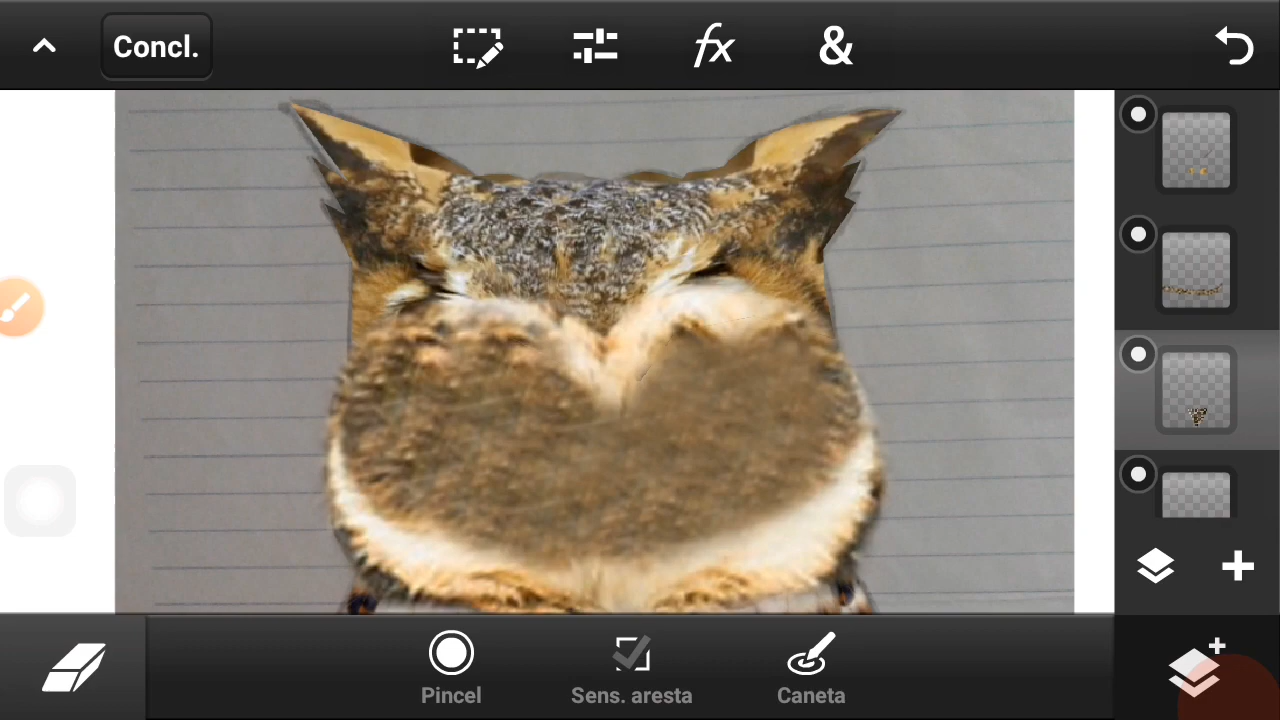 Concl.
fx
&
Pincel
Sens. aresta
Caneta